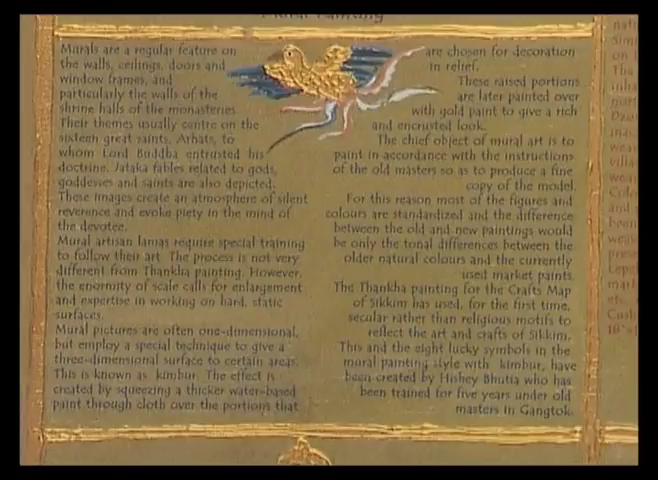 Mural Painting
Murals are a regular feature on
the walls, ceilings, doors and
window frames, and
particularly the walls of the
shrine halls of the monasteries.
Their themes usually centre on the
sixteen great saints, Arhats, to
whom Lord Buddha entrusted his
doctrine. Jataka fables related to gods,
goddesses and saints are also depicted.
These images create an atmosphere of silent
reverence and evoke piety in the mind of
the devotee.
Mural artisan lamas require special training
to follow their art. The process is not very
different from Thankha painting. However,
the enormity of scale calls for enlargement
and expertise in working on hard, static
surfaces.
Mural pictures are often one-dimensional,
but employ a special technique to give a
three-dimensional surface to certain areas.
This is known as kimbur. The effect is
created by squeezing a thicker water-based
paint through cloth over the portions that
are chosen for decoration
in relief.
These raised portions
are later painted over
with gold paint to give a rich
and encrusted look.
The chief object of mural art is to
paint in accordance with the instructions
of the old masters so as to produce a fine
copy of the model.
For this reason most of the figures and
colours are standardized and the difference
between the old and new paintings would
be only the tonal differences between the
older natural colours and the currently
used market paints.
The Thankha painting for the Crafts Map
of Sikkim has used, for the first time,
secular rather than religious motifs to
reflect the art and crafts of Sikkim.
This and the eight lucky symbols in the
mural painting style with kimbur, have
been created by Hishey Bhutia who has
been trained for five years under old
masters in Gangtok.